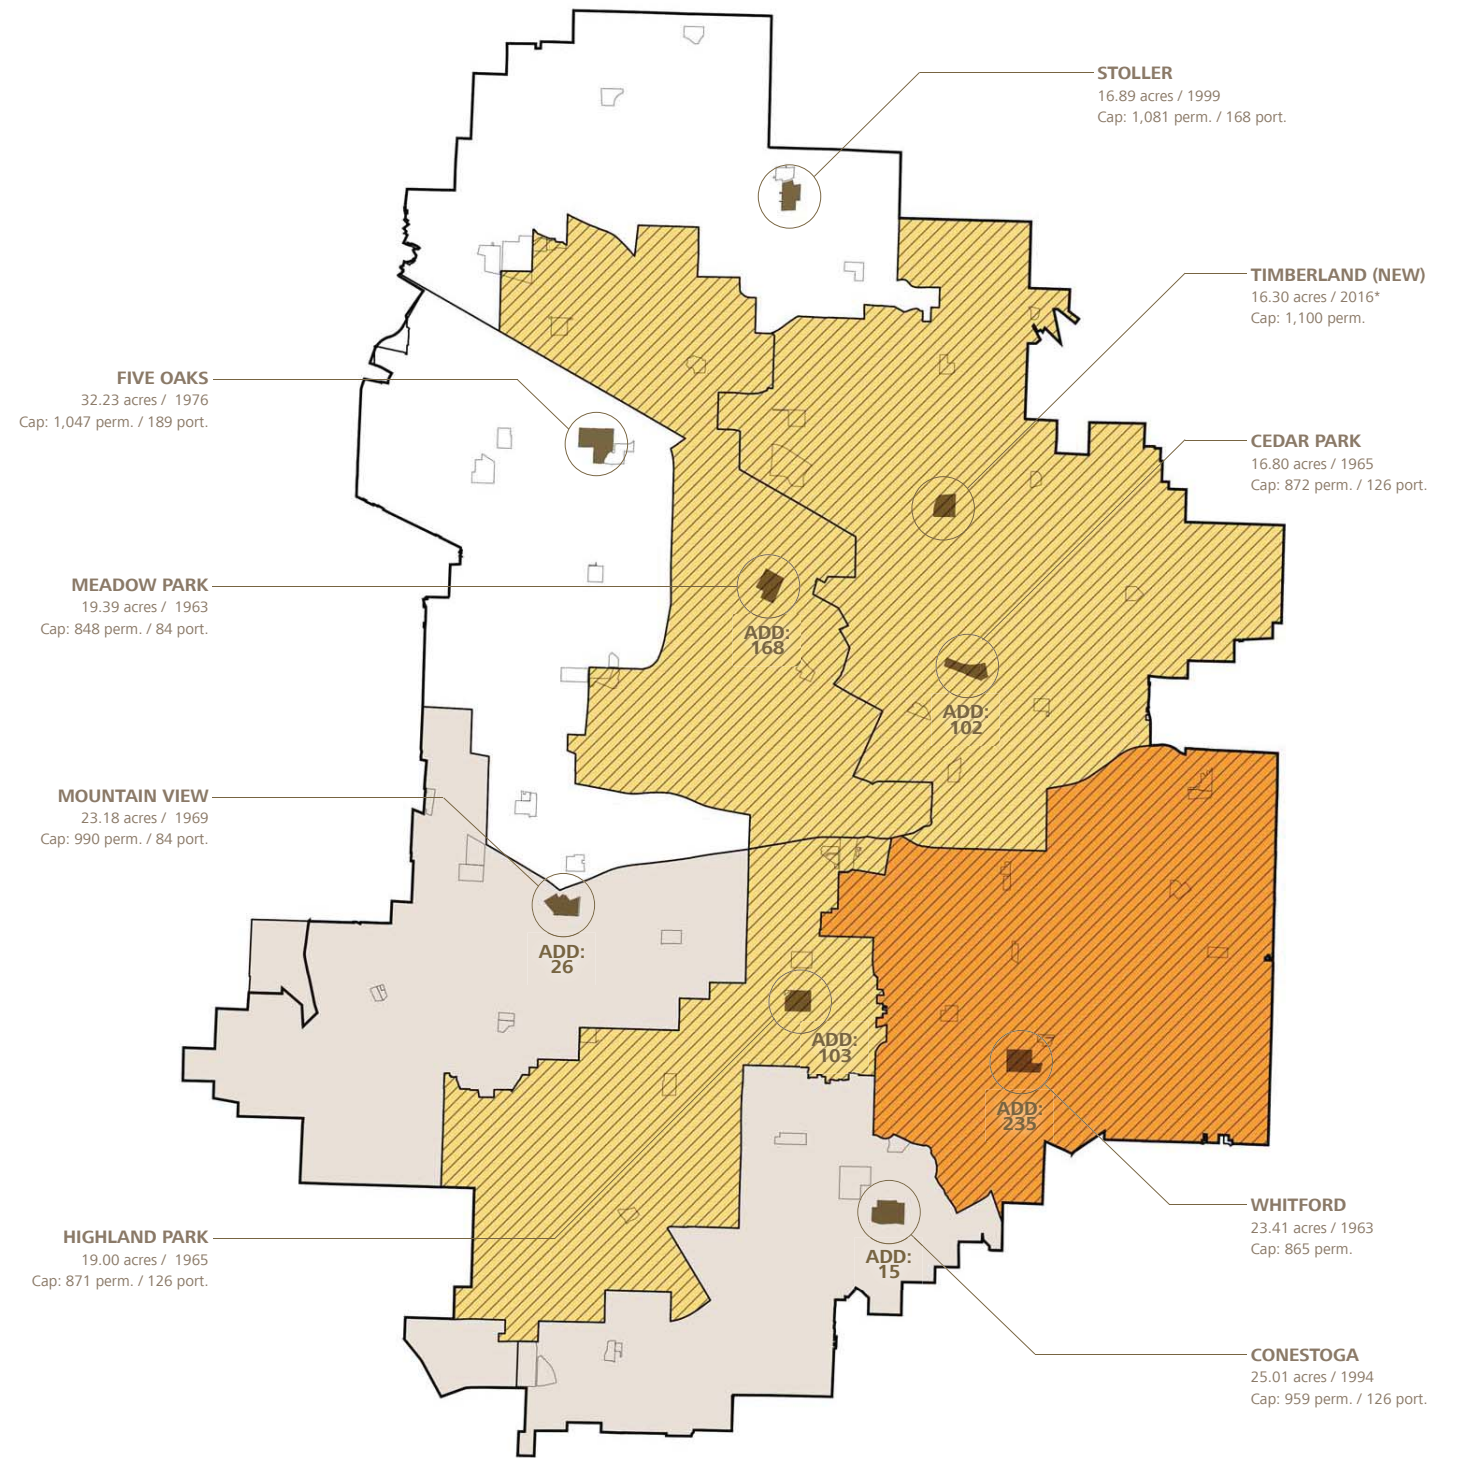 STOLLER
16.89 acres / 1999
Cap: 1,081 perm. / 168 port.
TIMBERLAND (NEW)
16.30 acres / 2016*
Cap: 1,100 perm.
FIVE OAKS
32.23 acres / 1976
Cap: 1,047 perm. / 189 port.
CEDAR PARK
16.80 acres / 1965
Cap: 872 perm. / 126 port.
MEADOW PARK
19.39 acres / 1963
Cap: 848 perm. / 84 port.
ADD:
168
ADD:
102
MOUNTAIN VIEW
23.18 acres / 1969
Cap: 990 perm. / 84 port.
ADD:
26
ADD:
103
ADD:
235
WHITFORD
23.41 acres / 1963
Cap: 865 perm.
HIGHLAND PARK
19.00 acres / 1965
Cap: 871 perm. / 126 port.
ADD:
15
CONESTOGA
25.01 acres / 1994
Cap: 959 perm. / 126 port.